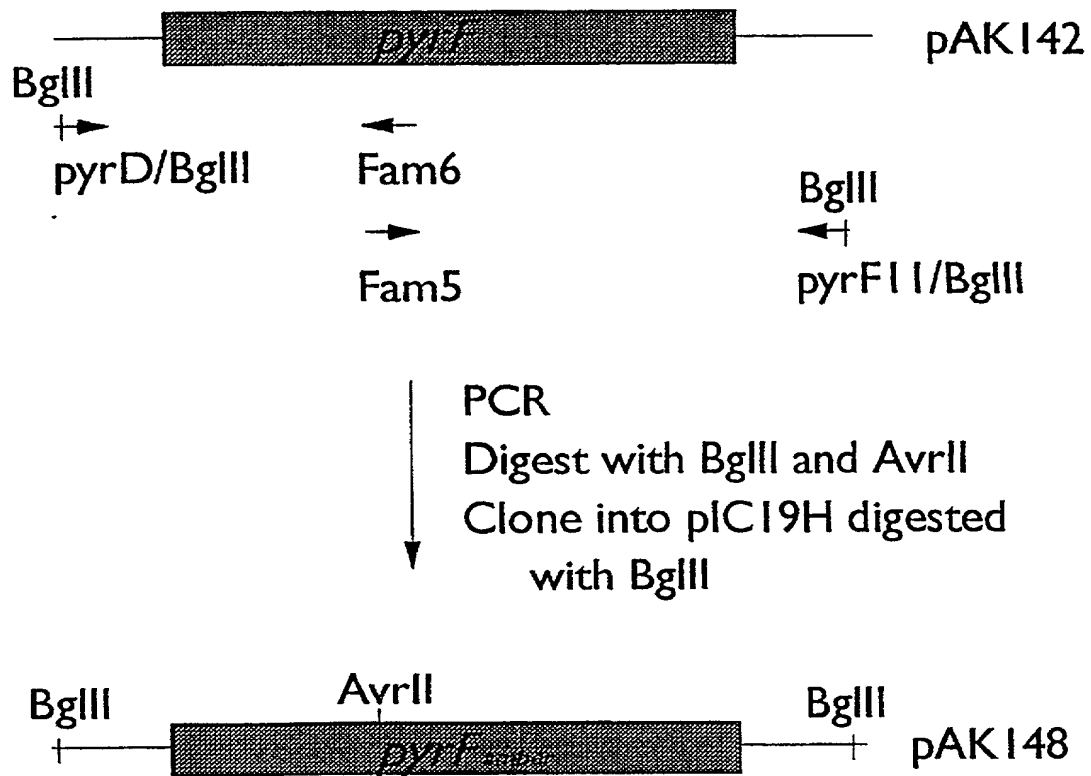 pyrF
pAK142
BglII
pyrD/BglII
Fam6
BglII
Fam5
pyrF11/BglII
PCR
Digest with BglII and AvrII
Clone into pIC19H digested
with BglII
BglII
AvrII
BglII
pyrF
pAK148